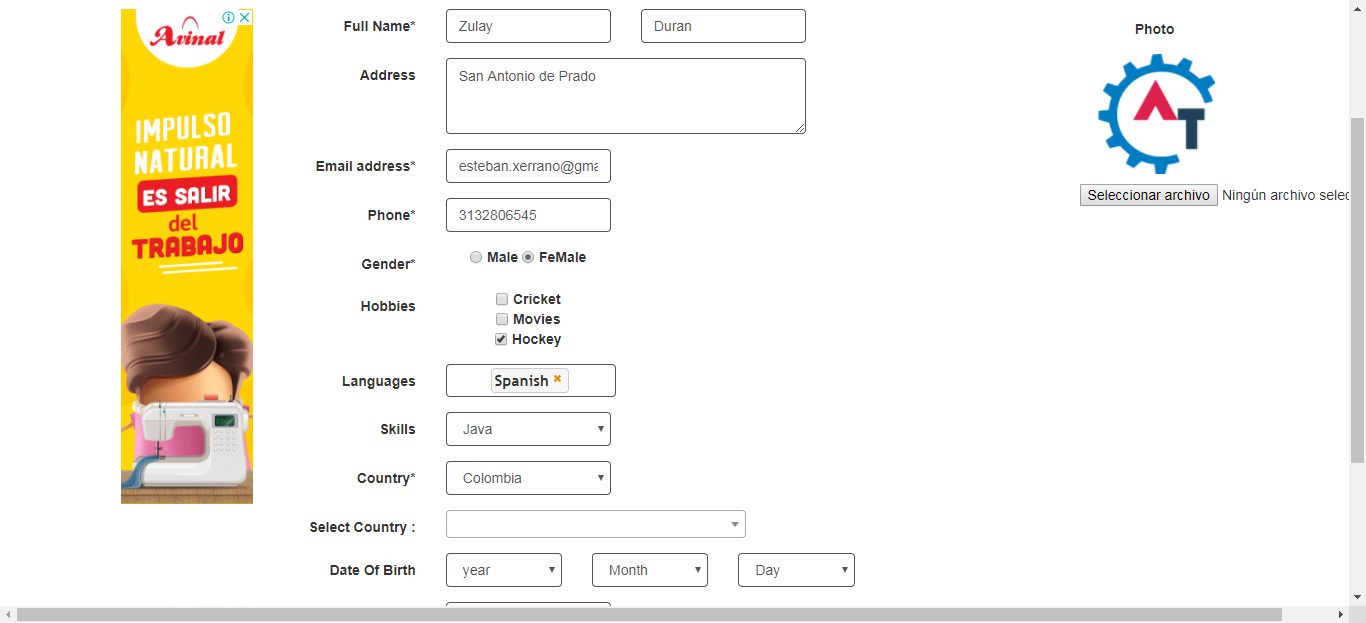 Avinal
IMPULSO
NATURAL
ES SALIR
del
TRABAJO
Full Name*
Zulay
Duran
Address
San Antonio de Prado
Email address*
esteban.xerrano@gma
Phone*
3132806545
Gender*
Male
FeMale
Hobbies
Cricket
Movies
Hockey
Languages
Spanish
Skills
Java
Country*
Colombia
Select Country :
Date Of Birth
year
Month
Day
Photo
AT
Seleccionar archivo
Ningún archivo selec